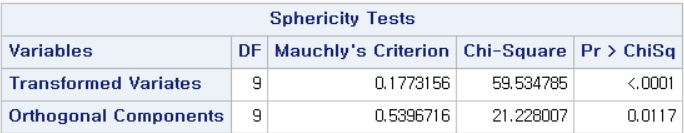 Sphericity Tests
Variables DF Mauchly's Criterion Chi-Square Pr > ChiSq
Transformed Variates 9 0.1773156 59.534785 <.0001
Orthogonal Components 9 0.5396716 21.228007 0.0117